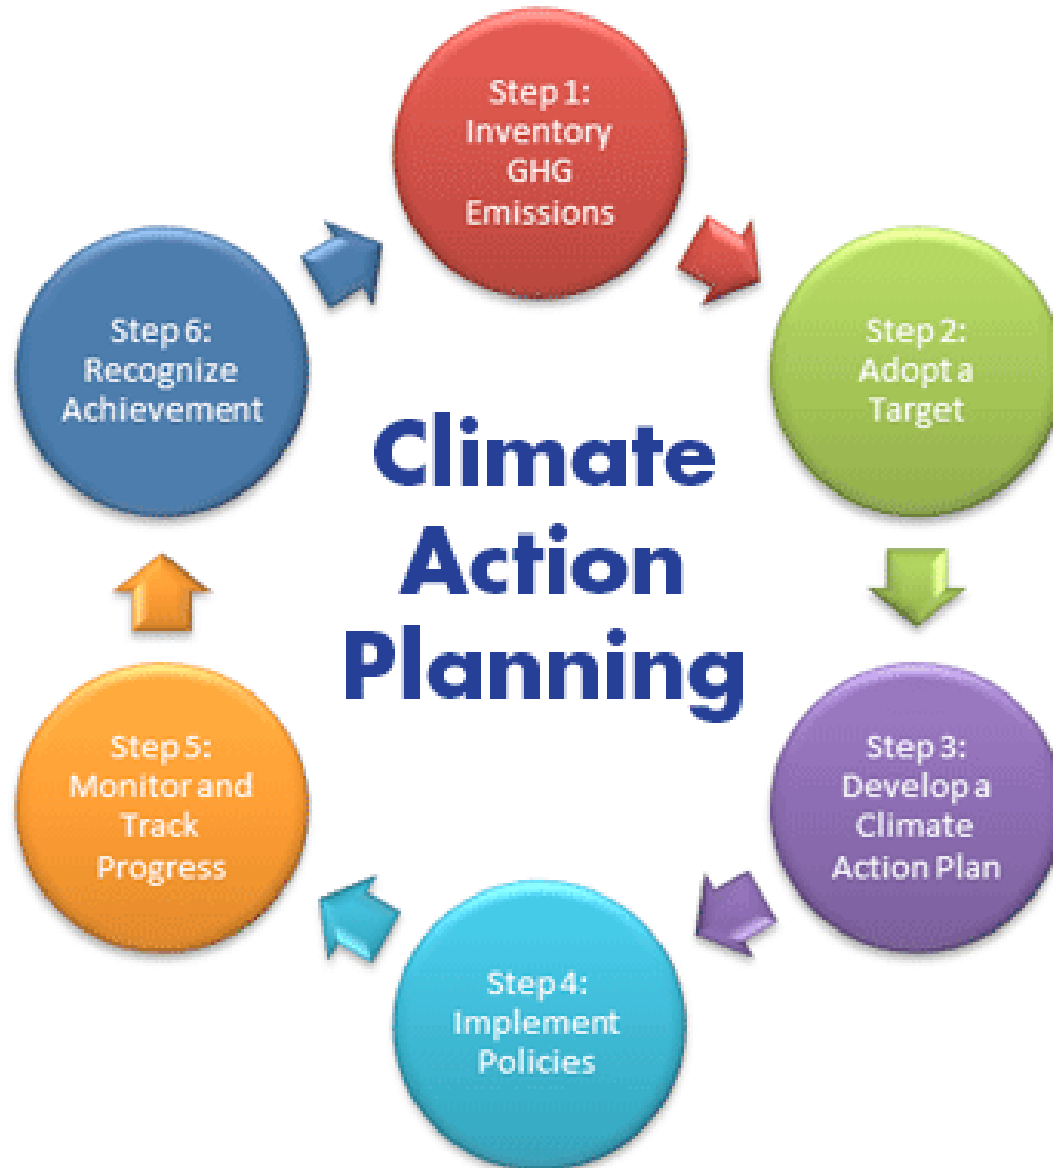 Step 1:
Inventory
GHG
Emissions
Step 2:
Adopt a
Target
Step 3:
Develop a
Climate
Action Plan
Step 4:
Implement
Policies
Step 5:
Monitor and
Track
Progress
Step 6:
Recognize
Achievement
Climate
Action
Planning